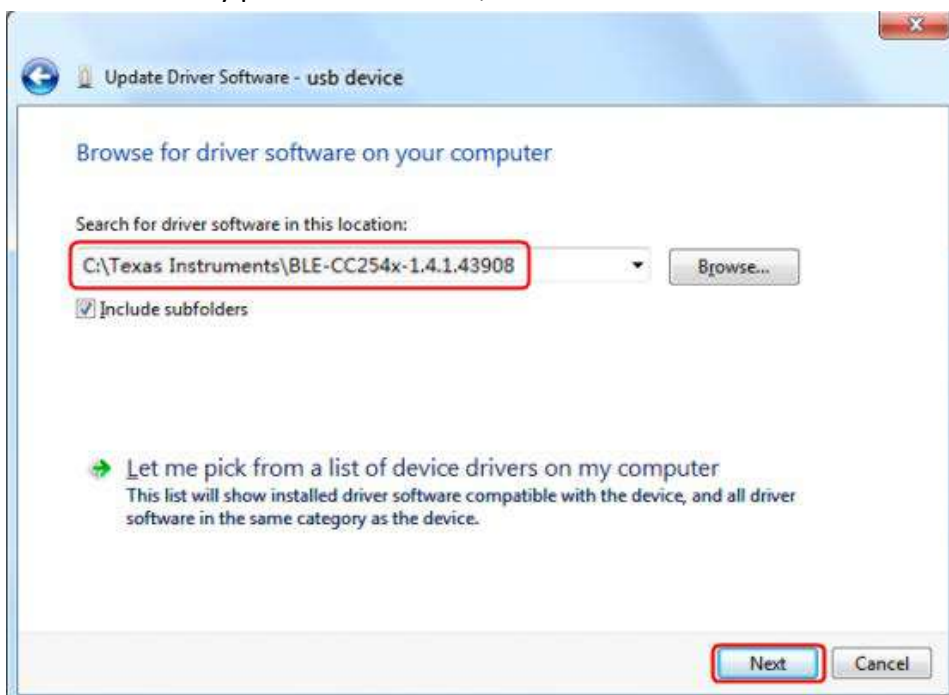 Update Driver Software - usb device
Browse for driver software on your computer
Search for driver software in this location:
C:\Texas Instruments\BLE-CC254x-1.4.1.43908
Browse...
Include subfolders
Let me pick from a list of device drivers on my computer
This list will show installed driver software compatible with the device, and all driver
software in the same category as the device.
Next
Cancel